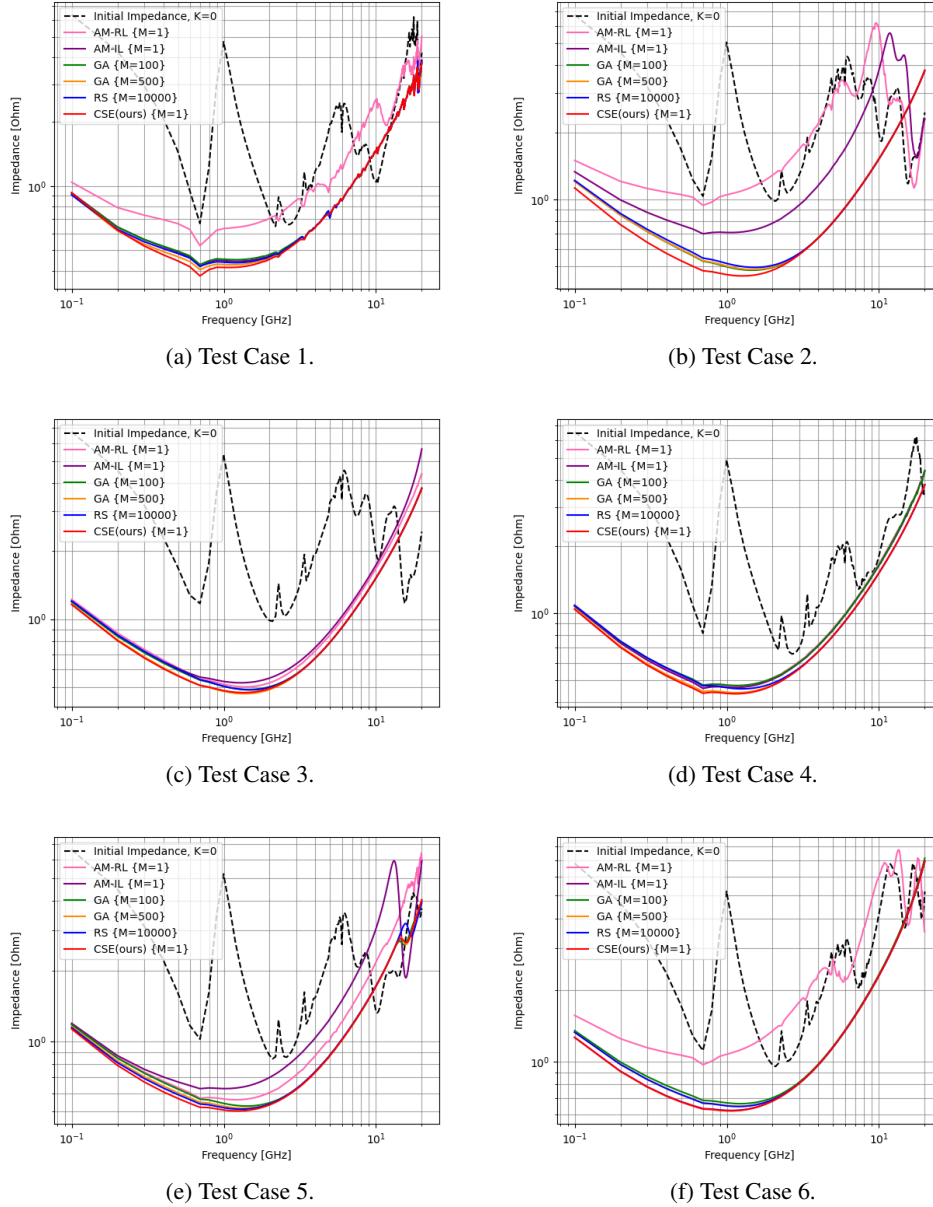 Initial Impedance, K=0
AM-RL {M=1}
AM-IL {M=1}
GA {M=100}
GA {M=500}
RS {M=10000}
CSE(ours) {M=1}
Impedance [Ohm]
10⁰
10⁻¹ 10⁰ 10¹
Frequency [GHz]
(a) Test Case 1.
Initial Impedance, K=0
AM-RL {M=1}
AM-IL {M=1}
GA {M=100}
GA {M=500}
RS {M=10000}
CSE(ours) {M=1}
Impedance [Ohm]
10⁰
10⁻¹ 10⁰ 10¹
Frequency [GHz]
(b) Test Case 2.
Initial Impedance, K=0
AM-RL {M=1}
AM-IL {M=1}
GA {M=100}
GA {M=500}
RS {M=10000}
CSE(ours) {M=1}
Impedance [Ohm]
10⁰
10⁻¹ 10⁰ 10¹
Frequency [GHz]
(c) Test Case 3.
Initial Impedance, K=0
AM-RL {M=1}
AM-IL {M=1}
GA {M=100}
GA {M=500}
RS {M=10000}
CSE(ours) {M=1}
Impedance [Ohm]
10⁰
10⁻¹ 10⁰ 10¹
Frequency [GHz]
(d) Test Case 4.
Initial Impedance, K=0
AM-RL {M=1}
AM-IL {M=1}
GA {M=100}
GA {M=500}
RS {M=10000}
CSE(ours) {M=1}
Impedance [Ohm]
10⁰
10⁻¹ 10⁰ 10¹
Frequency [GHz]
(e) Test Case 5.
Initial Impedance, K=0
AM-RL {M=1}
AM-IL {M=1}
GA {M=100}
GA {M=500}
RS {M=10000}
CSE(ours) {M=1}
Impedance [Ohm]
10⁰
10⁻¹ 10⁰ 10¹
Frequency [GHz]
(f) Test Case 6.